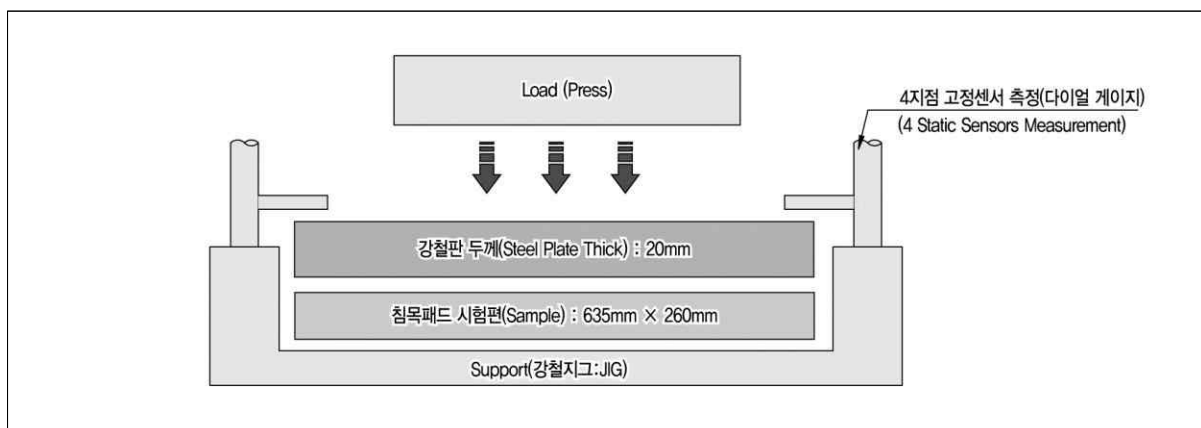 Load (Press)
4지점 고정센서 측정(다이얼 게이지)
(4 Static Sensors Measurement)
강철판 두께(Steel Plate Thick) : 20mm
침목패드 시험편(Sample) : 635mm × 260mm
Support(강철지그:JIG)